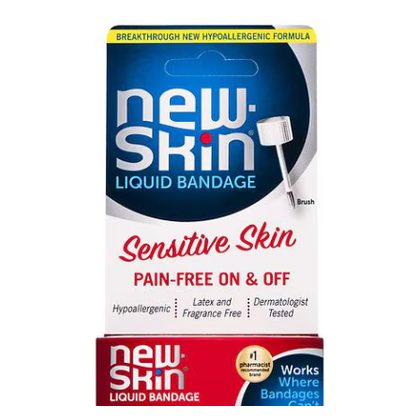 BREAKTHROUGH NEW HYPOALLERGENIC FORMULA
new-
SKin
LIQUID BANDAGE
Brush
Sensitive Skin
PAIN-FREE ON & OFF
Hypoallergenic
Latex and
Fragrance Free
Dermatologist
Tested
new-
SKin
LIQUID BANDAGE
#1
pharmacist
recommended
brand
Works
Where
Bandages
Can't